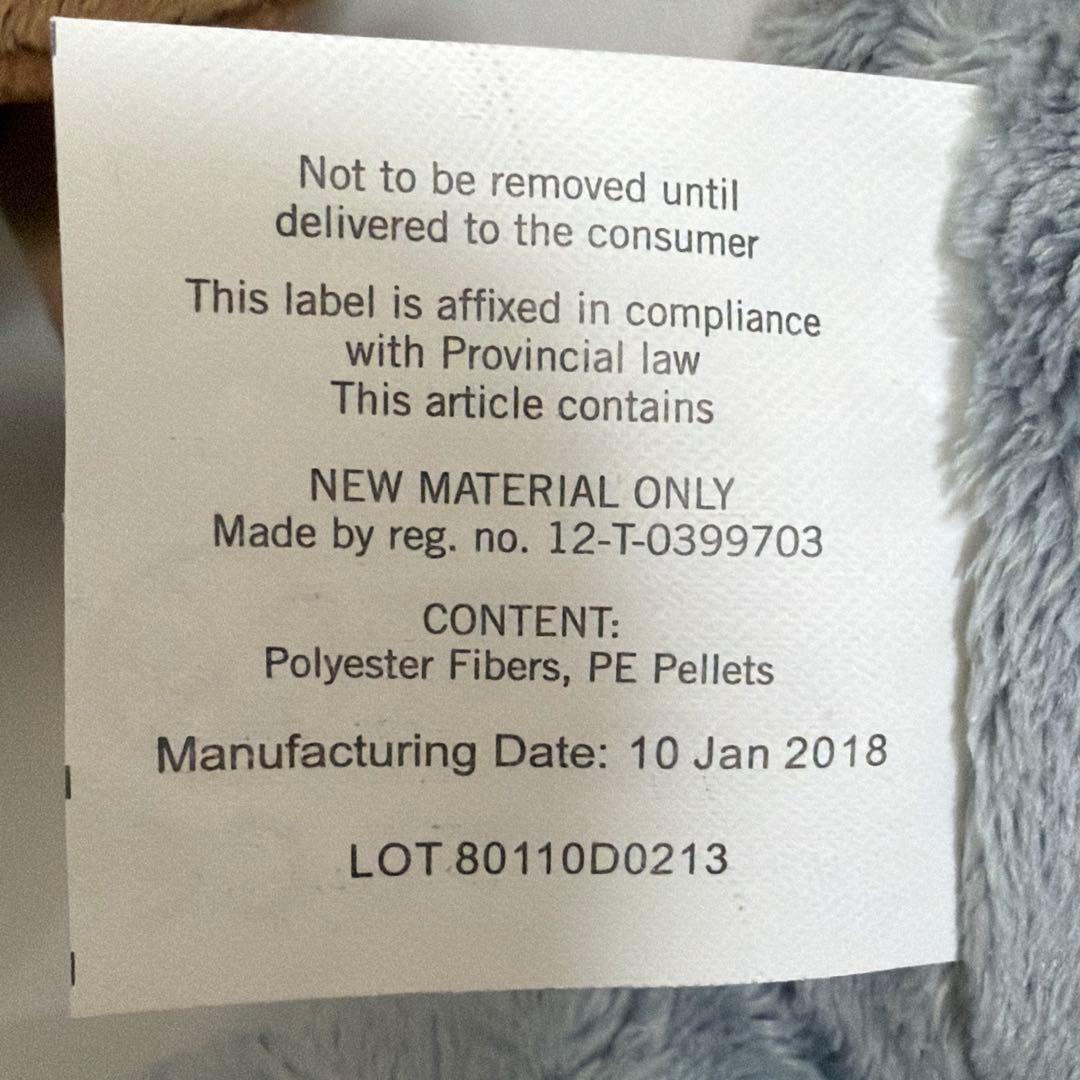 Not to be removed until
delivered to the consumer
This label is affixed in compliance
with Provincial law
This article contains
NEW MATERIAL ONLY
Made by reg. no. 12-T-0399703
CONTENT:
Polyester Fibers, PE Pellets
Manufacturing Date: 10 Jan 2018
LOT 80110D0213